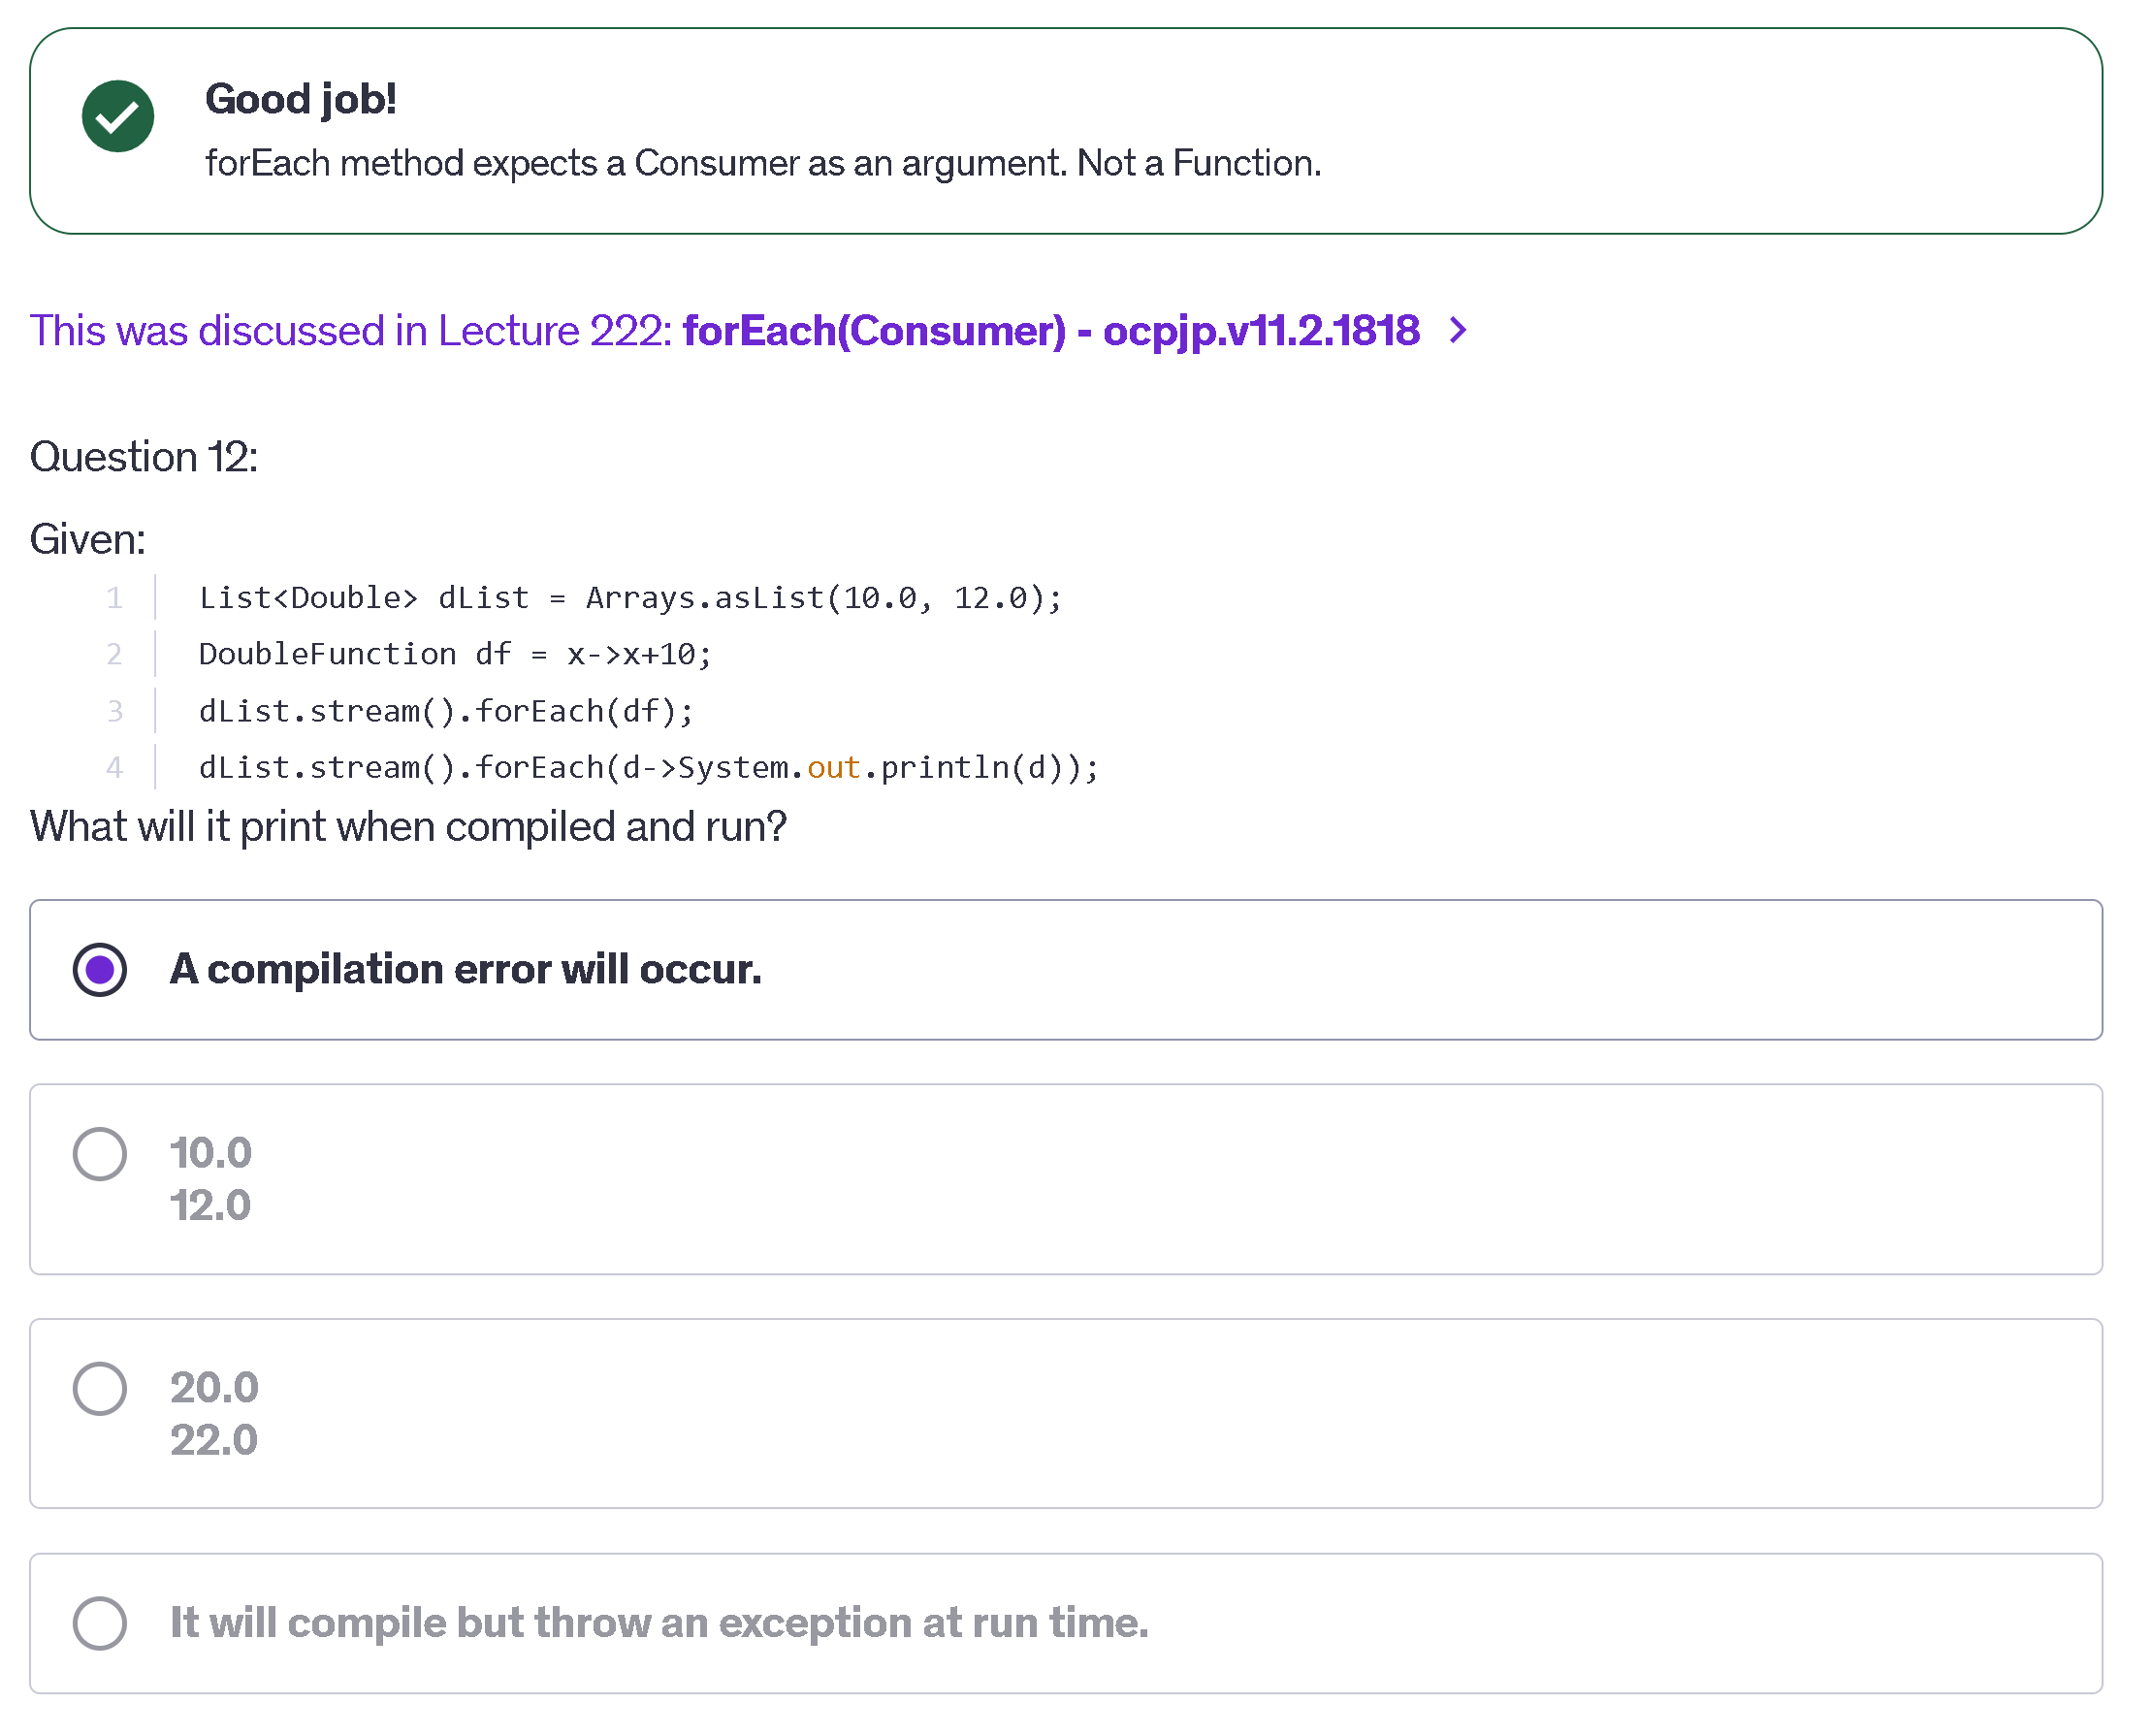 Good job!
forEach method expects a Consumer as an argument. Not a Function.
This was discussed in Lecture 222: forEach(Consumer) - ocpjp.v11.2.1818
Question 12:
Given:
1 List<Double> dList = Arrays.asList(10.0, 12.0);
2 DoubleFunction df = x->x+10;
3 dList.stream().forEach(df);
4 dList.stream().forEach(d->System.out.println(d));
What will it print when compiled and run?
A compilation error will occur.
10.0
12.0
20.0
22.0
It will compile but throw an exception at run time.